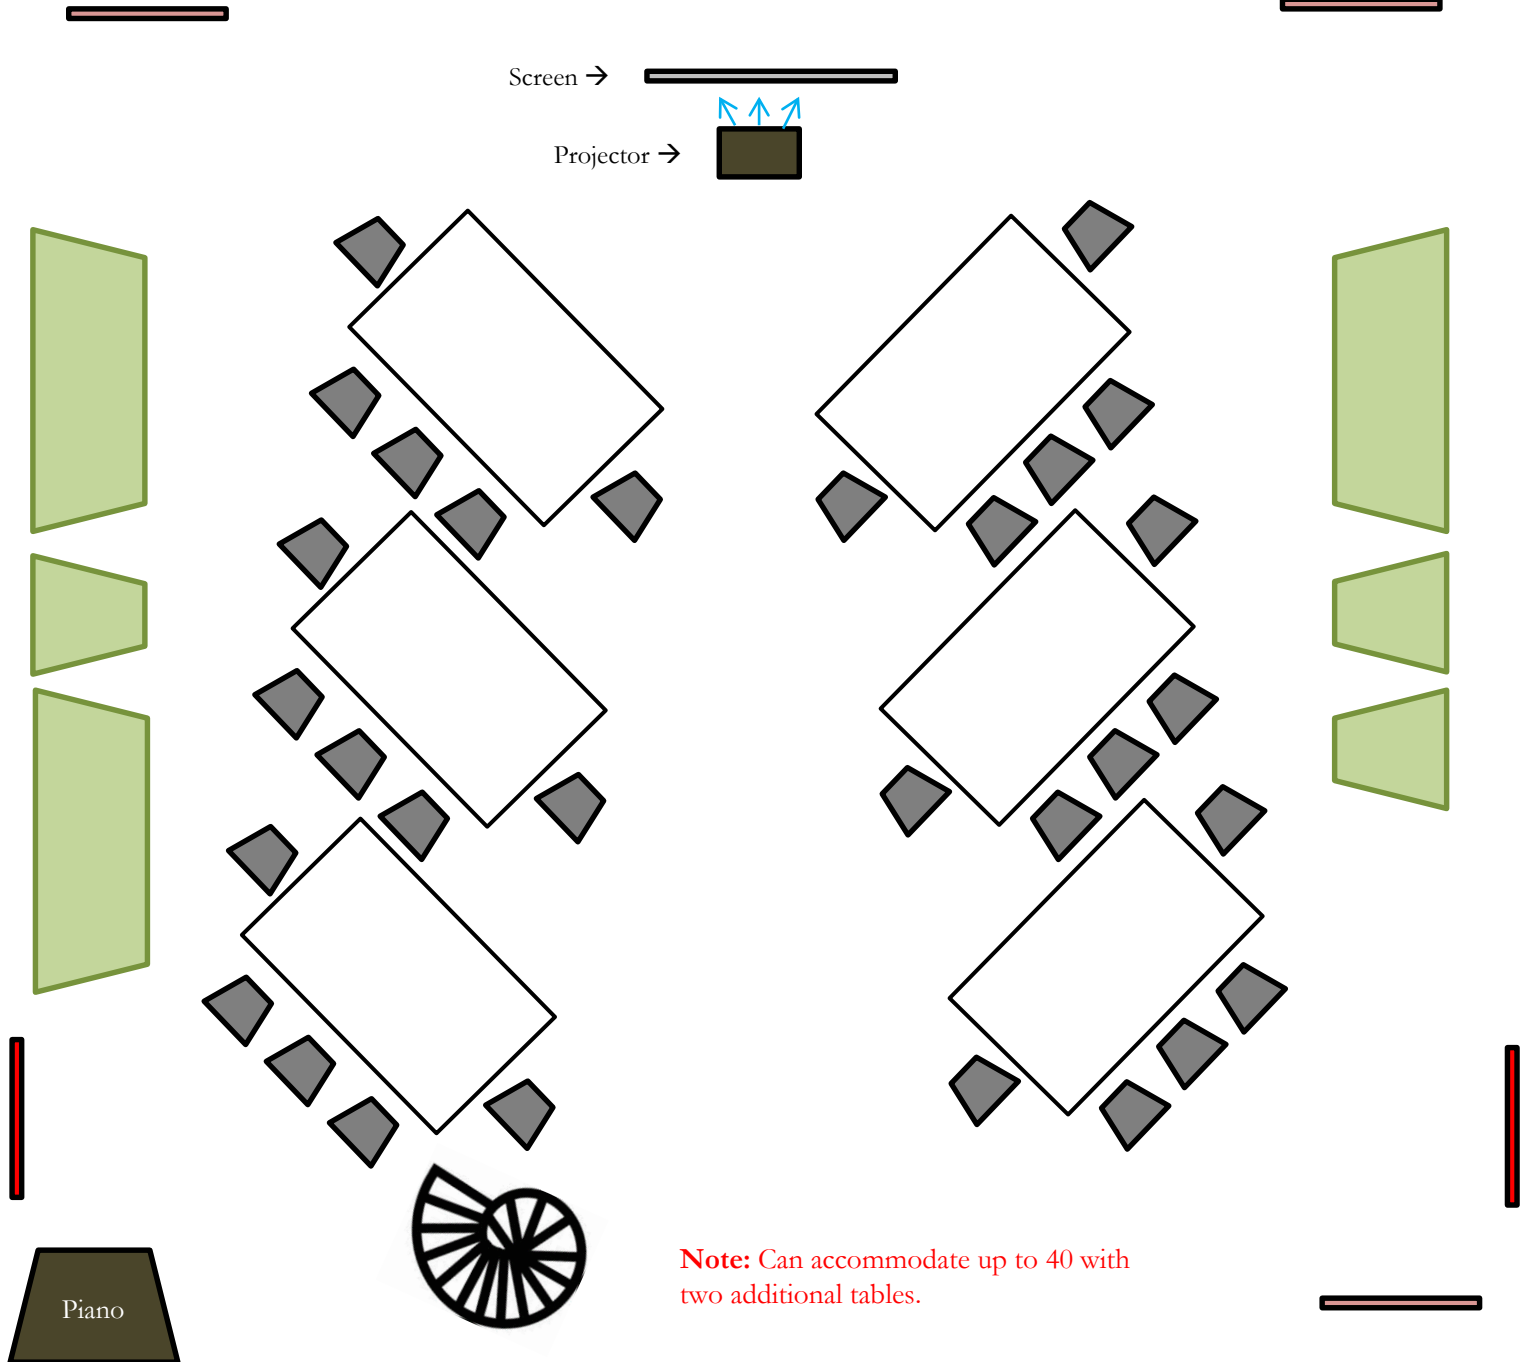 Screen →
Projector →
Note: Can accommodate up to 40 with
two additional tables.
Piano